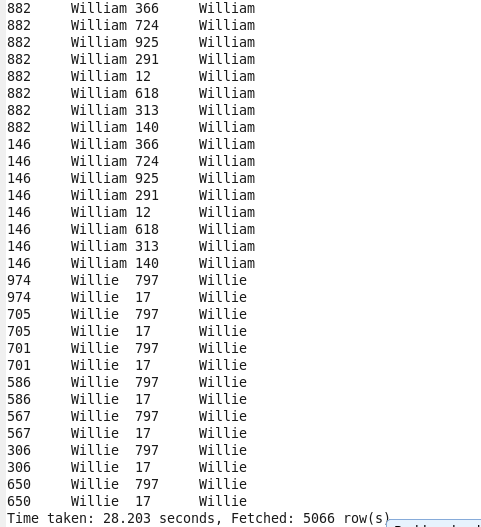 882 William 366 William
882 William 724 William
882 William 925 William
882 William 291 William
882 William 12 William
882 William 618 William
882 William 313 William
882 William 140 William
146 William 366 William
146 William 724 William
146 William 925 William
146 William 291 William
146 William 12 William
146 William 618 William
146 William 313 William
146 William 140 William
974 Willie 797 Willie
974 Willie 17 Willie
705 Willie 797 Willie
705 Willie 17 Willie
701 Willie 797 Willie
701 Willie 17 Willie
586 Willie 797 Willie
586 Willie 17 Willie
567 Willie 797 Willie
567 Willie 17 Willie
306 Willie 797 Willie
306 Willie 17 Willie
650 Willie 797 Willie
650 Willie 17 Willie
Time taken: 28.203 seconds, Fetched: 5066 row(s)